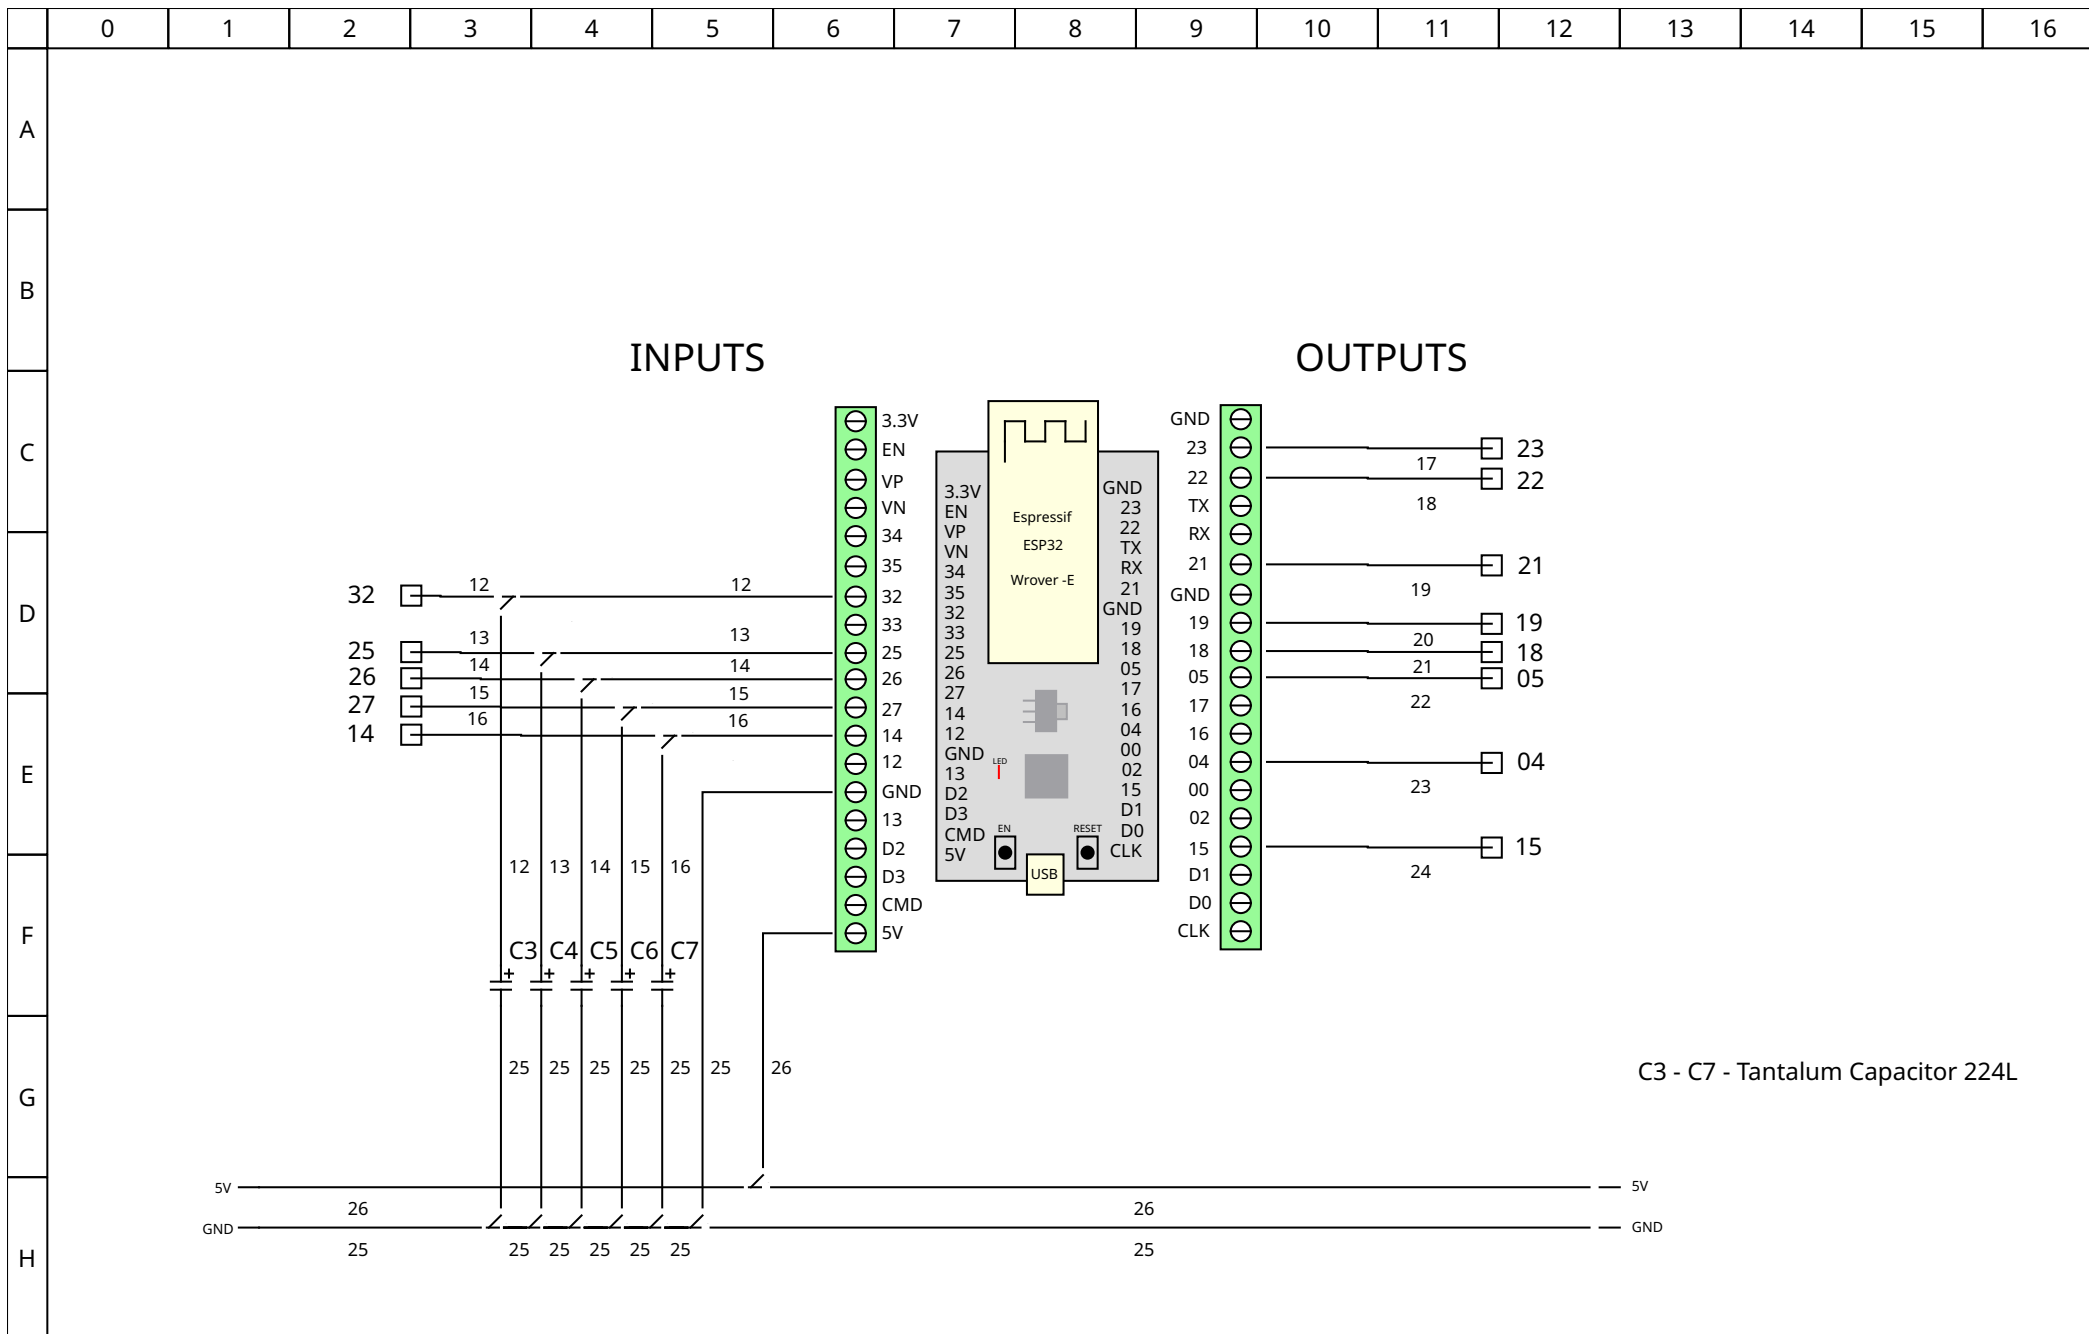 0 1 2 3 4 5 6 7 8 9 10 11 12 13 14 15 16
A
B
C
D
E
F
G
H
INPUTS
OUTPUTS
3.3V
EN
VP
VN
34
35
32
33
25
26
27
14
12
GND
13
D2
D3
CMD
5V
3.3V
EN
VP
VN
34
35
32
33
25
26
27
14
12
GND
13
D2
D3
CMD
5V
Espressif
ESP32
Wrover -E
LED
EN
RESET
USB
GND
23
22
TX
RX
21
GND
19
18
05
17
16
04
00
02
15
D1
D0
CLK
GND
23
22
TX
RX
21
GND
19
18
05
17
16
04
00
02
15
D1
D0
CLK
32 12 12
25 13 13
26 14 14
27 15 15
14 16 16
23
17
22
18
21
19
19
20
18
21
05
22
04
23
15
24
12 13 14 15 16
C3 C4 C5 C6 C7
+ + + + +
25 25 25 25 25 25 26
C3 - C7 - Tantalum Capacitor 224L
5V 5V
26 26
GND GND
25 25 25 25 25 25 25